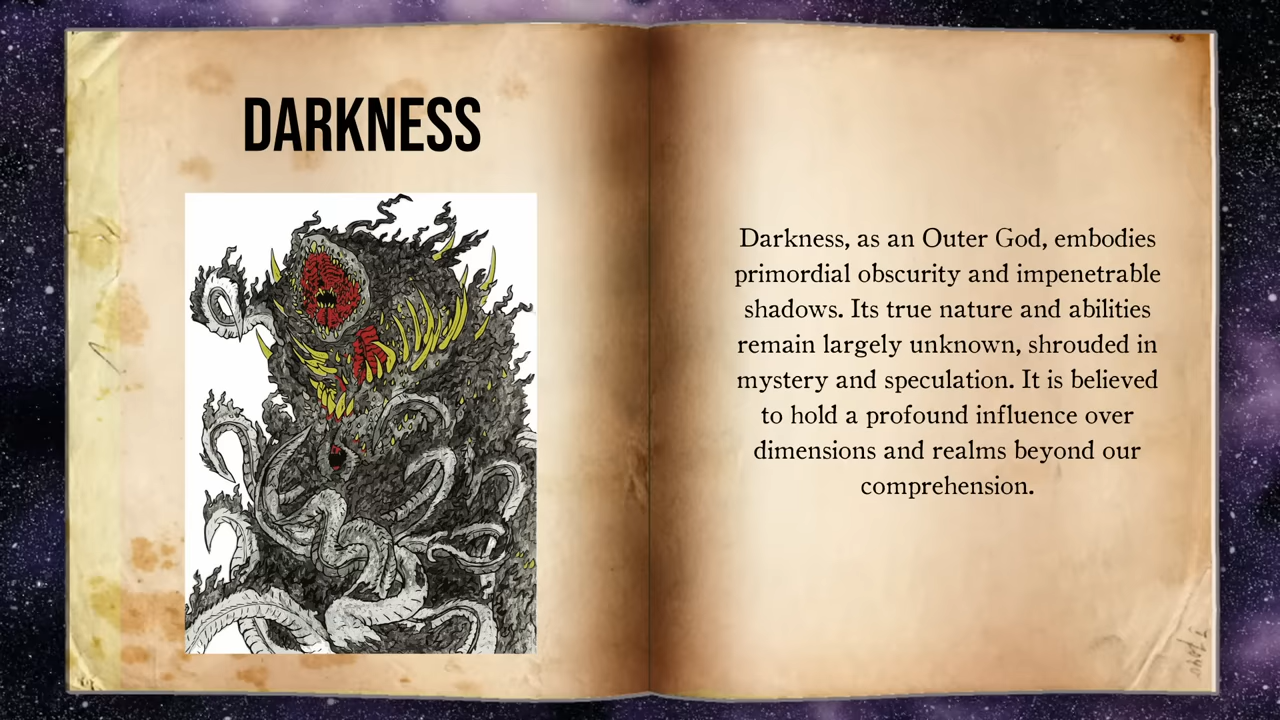 DARKNESS
Darkness, as an Outer God, embodies
primordial obscurity and impenetrable
shadows. Its true nature and abilities
remain largely unknown, shrouded in
mystery and speculation. It is believed
to hold a profound influence over
dimensions and realms beyond our
comprehension.